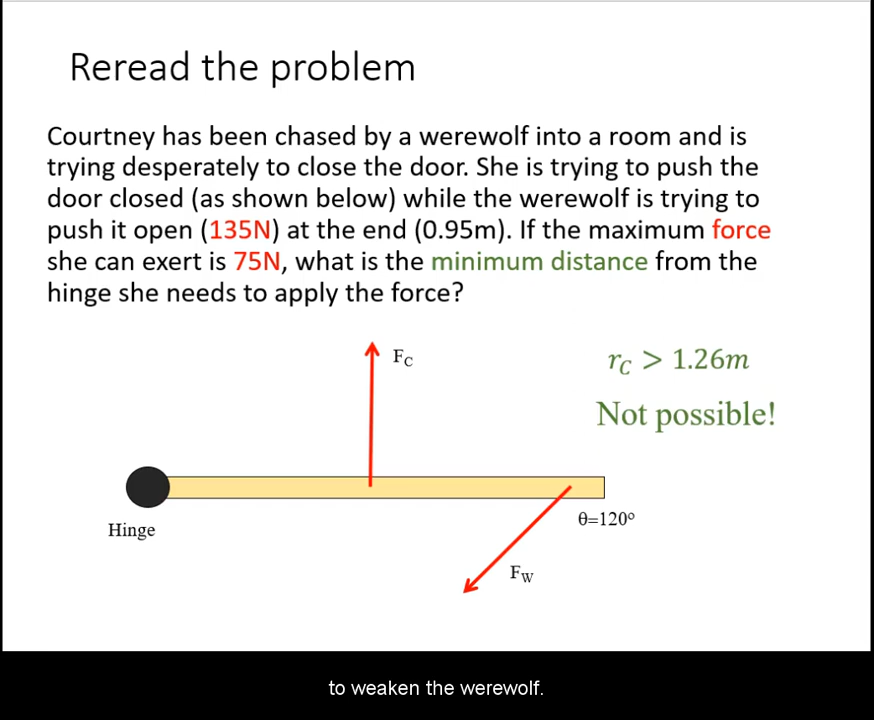 Reread the problem
Courtney has been chased by a werewolf into a room and is
trying desperately to close the door. She is trying to push the
door closed (as shown below) while the werewolf is trying to
push it open (135N) at the end (0.95m). If the maximum force
she can exert is 75N, what is the minimum distance from the
hinge she needs to apply the force?
FC
rC > 1.26m
Not possible!
Hinge
θ=120°
FW
to weaken the werewolf.